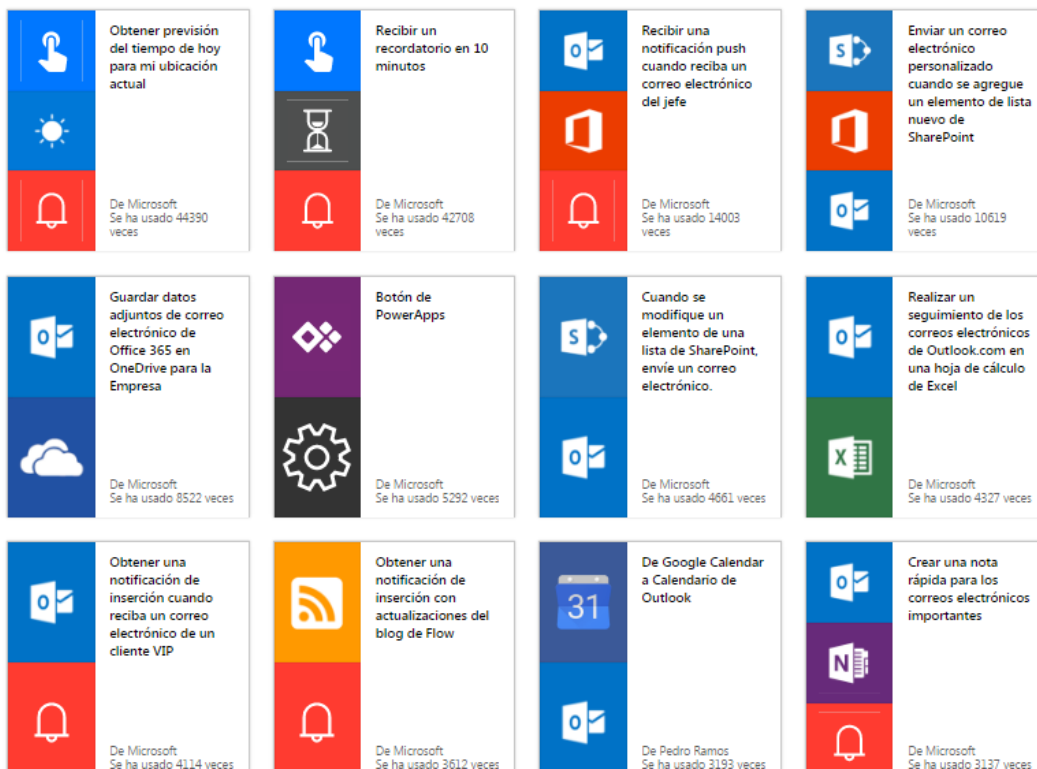 Obtener previsión
del tiempo de hoy
para mi ubicación
actual
De Microsoft
Se ha usado 44390
veces
Recibir un
recordatorio en 10
minutos
De Microsoft
Se ha usado 42708
veces
Recibir una
notificación push
cuando reciba un
correo electrónico
del jefe
De Microsoft
Se ha usado 14003
veces
Enviar un correo
electrónico
personalizado
cuando se agregue
un elemento de lista
nuevo de
SharePoint
De Microsoft
Se ha usado 10619
veces
Guardar datos
adjuntos de correo
electrónico de
Office 365 en
OneDrive para la
Empresa
De Microsoft
Se ha usado 8522 veces
Botón de
PowerApps
De Microsoft
Se ha usado 5292 veces
Cuando se
modifique un
elemento de una
lista de SharePoint,
envíe un correo
electrónico.
De Microsoft
Se ha usado 4661 veces
Realizar un
seguimiento de los
correos electrónicos
de Outlook.com en
una hoja de cálculo
de Excel
De Microsoft
Se ha usado 4327 veces
Obtener una
notificación de
inserción cuando
reciba un correo
electrónico de un
cliente VIP
De Microsoft
Se ha usado 4114 veces
Obtener una
notificación de
inserción con
actualizaciones del
blog de Flow
De Microsoft
Se ha usado 3612 veces
31
De Google Calendar
a Calendario de
Outlook
De Pedro Ramos
Se ha usado 3193 veces
Crear una nota
rápida para los
correos electrónicos
importantes
De Microsoft
Se ha usado 3137 veces